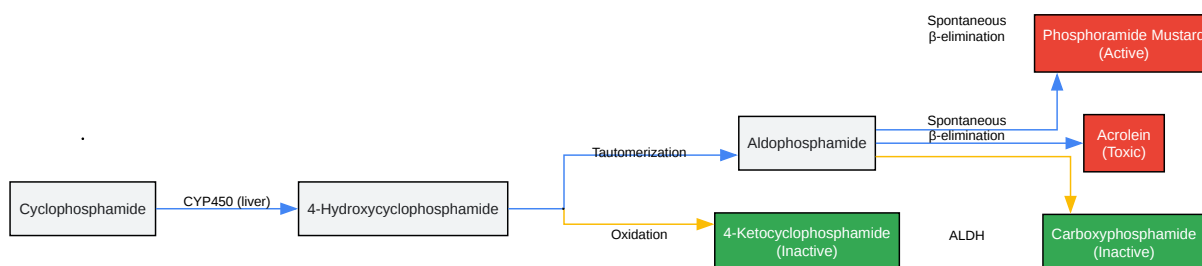 Spontaneous
β-elimination
Phosphoramide Mustard
(Active)
Spontaneous
β-elimination
Acrolein
(Toxic)
Aldophosphamide
Tautomerization
CYP450 (liver)
Cyclophosphamide
4-Hydroxycyclophosphamide
Oxidation
4-Ketocyclophosphamide
(Inactive)
ALDH
Carboxyphosphamide
(Inactive)